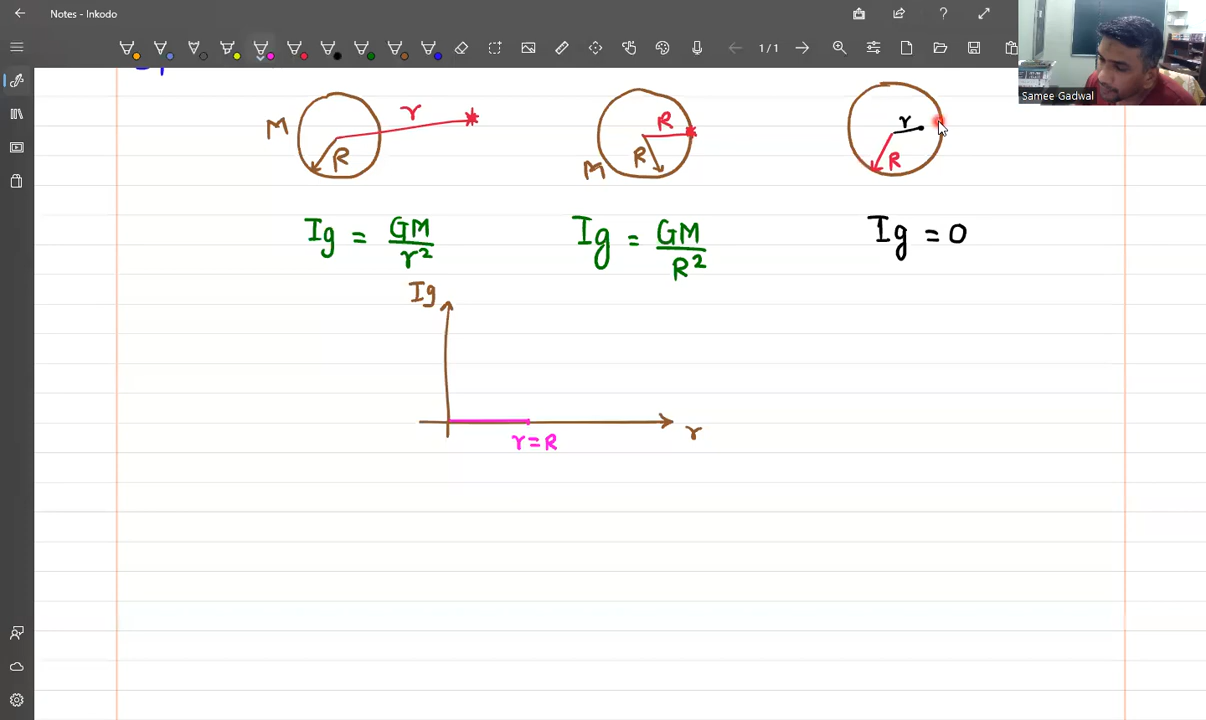 Notes - Inkodo
1/1
Samee Gadwal
M
r
R
R
R
M
r
R
Ig = GM/r²
Ig = GM/R²
Ig = 0
Ig
r
r = R